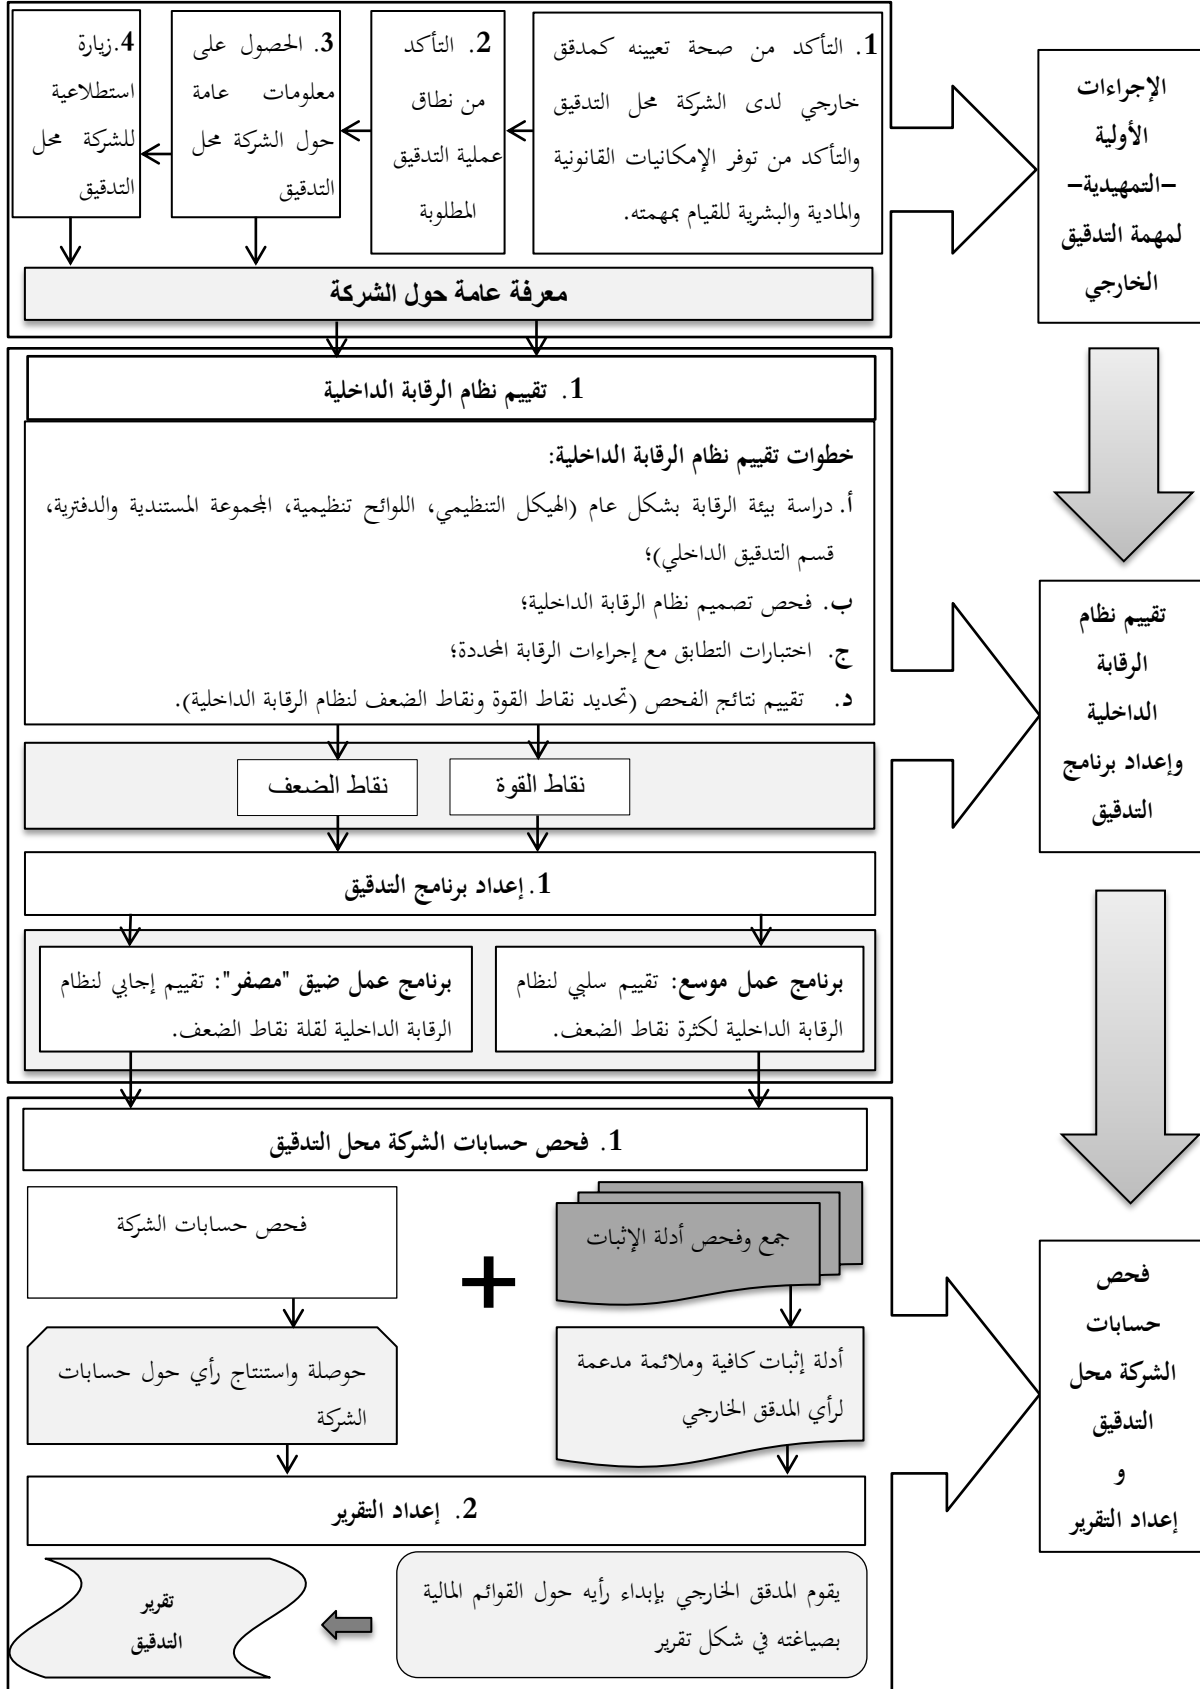 1. التأكد من صحة تعيينه كمدقق
خارجي لدى الشركة محل التدقيق
والتأكد من توفر الإمكانيات القانونية
والمادية والبشرية للقيام بمهمته.
2. التأكد
من نطاق
عملية التدقيق
المطلوبة
3. الحصول على
معلومات عامة
حول الشركة محل
التدقيق
4.زيارة
استطلاعية
للشركة محل
التدقيق
معرفة عامة حول الشركة
الإجراءات
الأولية
–التمهيدية–
لمهمة التدقيق
الخارجي
1. تقييم نظام الرقابة الداخلية
خطوات تقييم نظام الرقابة الداخلية:
أ. دراسة بيئة الرقابة بشكل عام (الهيكل التنظيمي، اللوائح تنظيمية، المجموعة المستندية والدفترية،
قسم التدقيق الداخلي)؛
ب. فحص تصميم نظام الرقابة الداخلية؛
ج. اختبارات التطابق مع إجراءات الرقابة المحددة؛
د. تقييم نتائج الفحص (تحديد نقاط القوة ونقاط الضعف لنظام الرقابة الداخلية).
نقاط القوة
نقاط الضعف
1. إعداد برنامج التدقيق
برنامج عمل موسع: تقييم سلبي لنظام
الرقابة الداخلية لكثرة نقاط الضعف.
برنامج عمل ضيق "مصفر": تقييم إجابي لنظام
الرقابة الداخلية لقلة نقاط الضعف.
تقييم نظام
الرقابة
الداخلية
وإعداد برنامج
التدقيق
1. فحص حسابات الشركة محل التدقيق
جمع وفحص أدلة الإثبات
+
فحص حسابات الشركة
أدلة إثبات كافية وملائمة مدعمة
لرأي المدقق الخارجي
حوصلة واستنتاج رأي حول حسابات
الشركة
2. إعداد التقرير
يقوم المدقق الخارجي بإبداء رأيه حول القوائم المالية
بصياغته في شكل تقرير
تقرير
التدقيق
فحص
حسابات
الشركة محل
التدقيق
و
إعداد التقرير